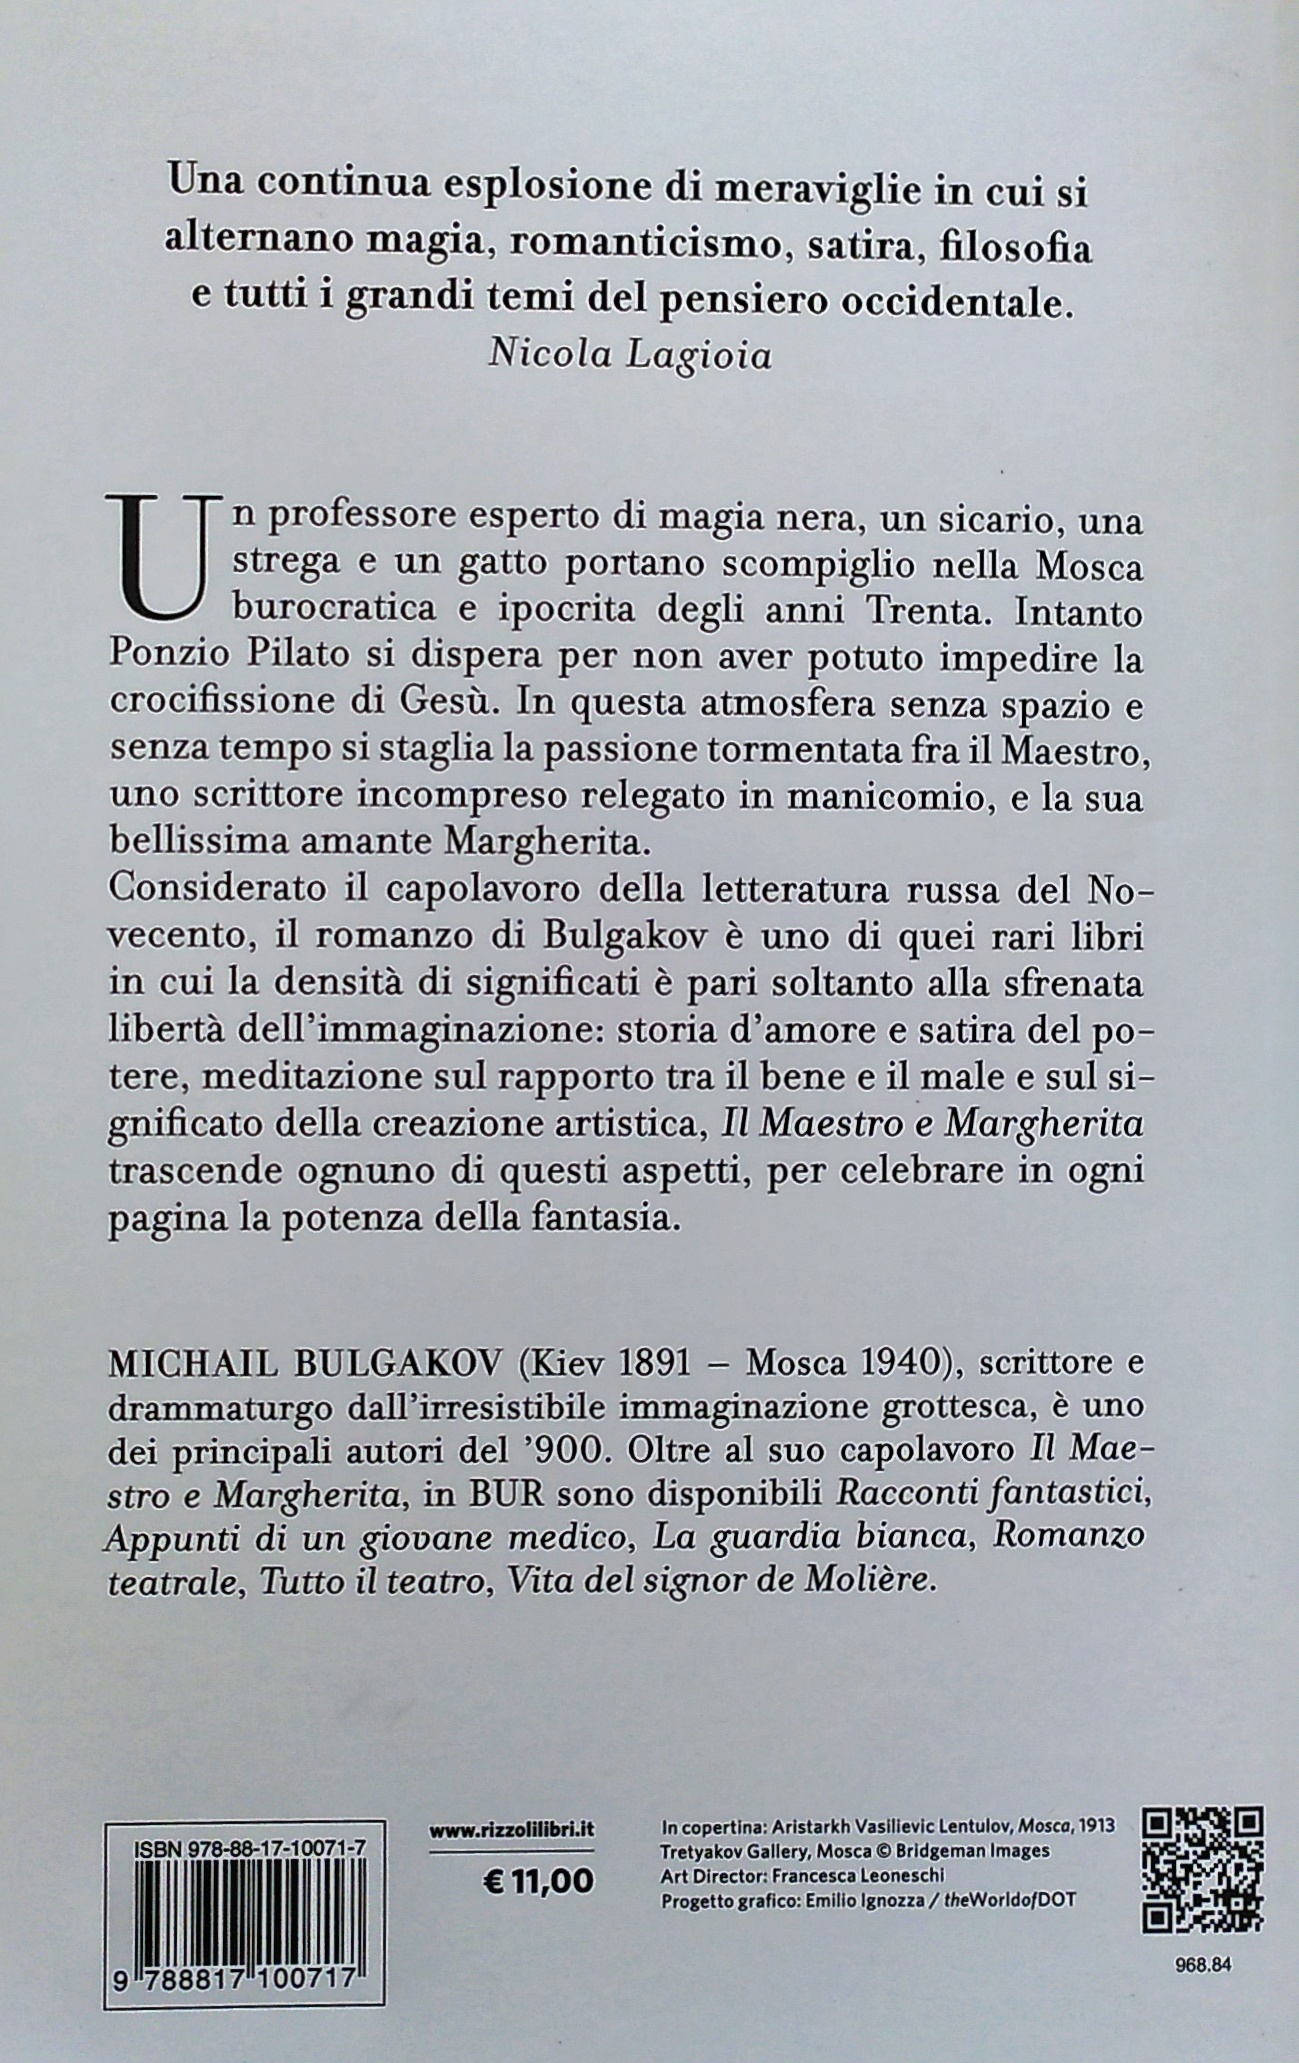 Una continua esplosione di meraviglie in cui si
alternano magia, romanticismo, satira, filosofia
e tutti i grandi temi del pensiero occidentale.
Nicola Lagioia
Un professore esperto di magia nera, un sicario, una
strega e un gatto portano scompiglio nella Mosca
burocratica e ipocrita degli anni Trenta. Intanto
Ponzio Pilato si dispera per non aver potuto impedire la
crocifissione di Gesù. In questa atmosfera senza spazio e
senza tempo si staglia la passione tormentata fra il Maestro,
uno scrittore incompreso relegato in manicomio, e la sua
bellissima amante Margherita.
Considerato il capolavoro della letteratura russa del No-
vecento, il romanzo di Bulgakov è uno di quei rari libri
in cui la densità di significati è pari soltanto alla sfrenata
libertà dell'immaginazione: storia d'amore e satira del po-
tere, meditazione sul rapporto tra il bene e il male e sul si-
gnificato della creazione artistica, Il Maestro e Margherita
trascende ognuno di questi aspetti, per celebrare in ogni
pagina la potenza della fantasia.
MICHAIL BULGAKOV (Kiev 1891 – Mosca 1940), scrittore e
drammaturgo dall'irresistibile immaginazione grottesca, è uno
dei principali autori del '900. Oltre al suo capolavoro Il Mae-
stro e Margherita, in BUR sono disponibili Racconti fantastici,
Appunti di un giovane medico, La guardia bianca, Romanzo
teatrale, Tutto il teatro, Vita del signor de Molière.
ISBN 978-88-17-10071-7
9 788817 100717
www.rizzolilibri.it
€ 11,00
In copertina: Aristarkh Vasilievic Lentulov, Mosca, 1913
Tretyakov Gallery, Mosca © Bridgeman Images
Art Director: Francesca Leoneschi
Progetto grafico: Emilio Ignozza / theWorldofDOT
968.84